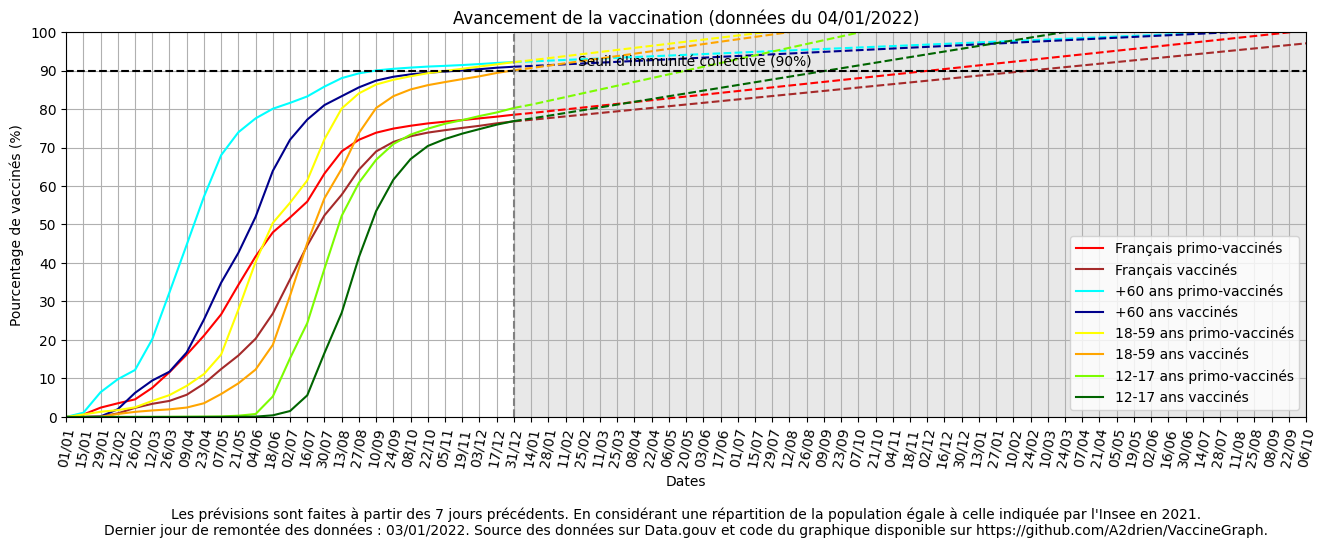 Avancement de la vaccination (données du 04/01/2022)
Pourcentage de vaccinés (%)
100
90
80
70
60
50
40
30
20
10
0
Seuil d'immunité collective (90%)
Français primo-vaccinés
Français vaccinés
+60 ans primo-vaccinés
+60 ans vaccinés
18-59 ans primo-vaccinés
18-59 ans vaccinés
12-17 ans primo-vaccinés
12-17 ans vaccinés
01/01 15/01 29/01 12/02 26/02 12/03 26/03 09/04 23/04 07/05 21/05 04/06 18/06 02/07 16/07 30/07 13/08 27/08 10/09 24/09 08/10 22/10 05/11 19/11 03/12 17/12 31/12 14/01 28/01 11/02 25/02 11/03 25/03 08/04 22/04 06/05 20/05 03/06 17/06 01/07 15/07 29/07 12/08 26/08 09/09 23/09 07/10 21/10 04/11 18/11 02/12 16/12 30/12 13/01 27/01 10/02 24/02 10/03 24/03 07/04 21/04 05/05 19/05 02/06 16/06 30/06 14/07 28/07 11/08 25/08 08/09 22/09 06/10
Dates
Les prévisions sont faites à partir des 7 jours précédents. En considérant une répartition de la population égale à celle indiquée par l'Insee en 2021.
Dernier jour de remontée des données : 03/01/2022. Source des données sur Data.gouv et code du graphique disponible sur https://github.com/A2drien/VaccineGraph.